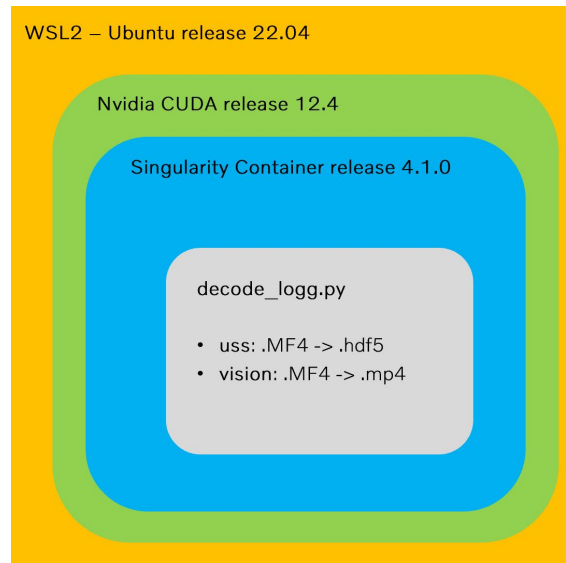 WSL2 – Ubuntu release 22.04
Nvidia CUDA release 12.4
Singularity Container release 4.1.0
decode_logg.py
• uss: .MF4 -> .hdf5
• vision: .MF4 -> .mp4